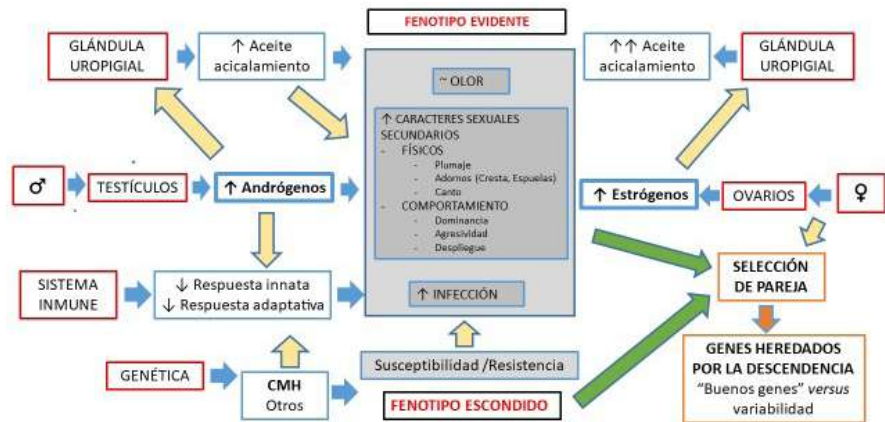 FENOTIPO EVIDENTE
GLÁNDULA
UROPIGIAL
↑ Aceite
acicalamiento
↑↑ Aceite
acicalamiento
GLÁNDULA
UROPIGIAL
~ OLOR
↑ CARACTERES SEXUALES
SECUNDARIOS
- FÍSICOS
- Plumaje
- Adornos (Cresta, Espuelas)
- Canto
- COMPORTAMIENTO
- Dominancia
- Agresividad
- Despliegue
♂
TESTÍCULOS
↑ Andrógenos
↑ Estrógenos
OVARIOS
♀
SISTEMA
INMUNE
↓ Respuesta innata
↓ Respuesta adaptativa
↑ INFECCIÓN
SELECCIÓN
DE PAREJA
GENÉTICA
CMH
Otros
Susceptibilidad /Resistencia
FENOTIPO ESCONDIDO
GENES HEREDADOS
POR LA DESCENDENCIA
“Buenos genes” versus
variabilidad